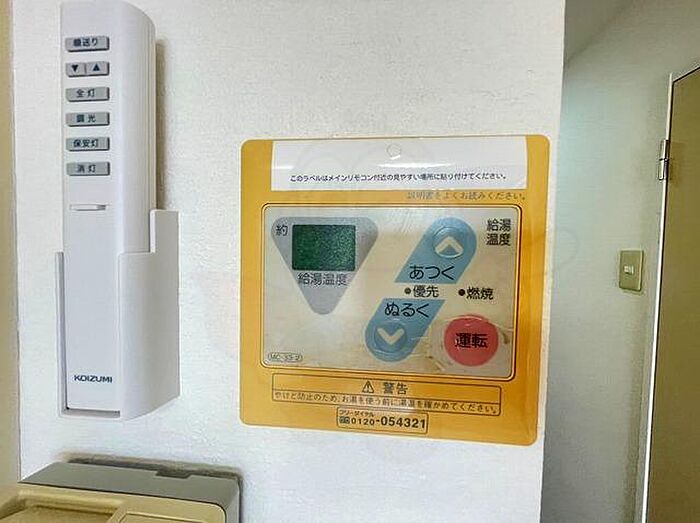 順送り
▼ ▲
全灯
調光
保安灯
消灯
KOIZUMI
このラベルはメインリモコン付近の見やすい場所に貼り付けてください。
説明書をよくお読みください。
約
給湯温度
給湯
温度
あつく
●優先
●燃焼
ぬるく
運転
MC-33-2
⚠ 警告
やけど防止のため、お湯を使う前に湯温を確かめてください。
フリーダイヤル
0120-054321